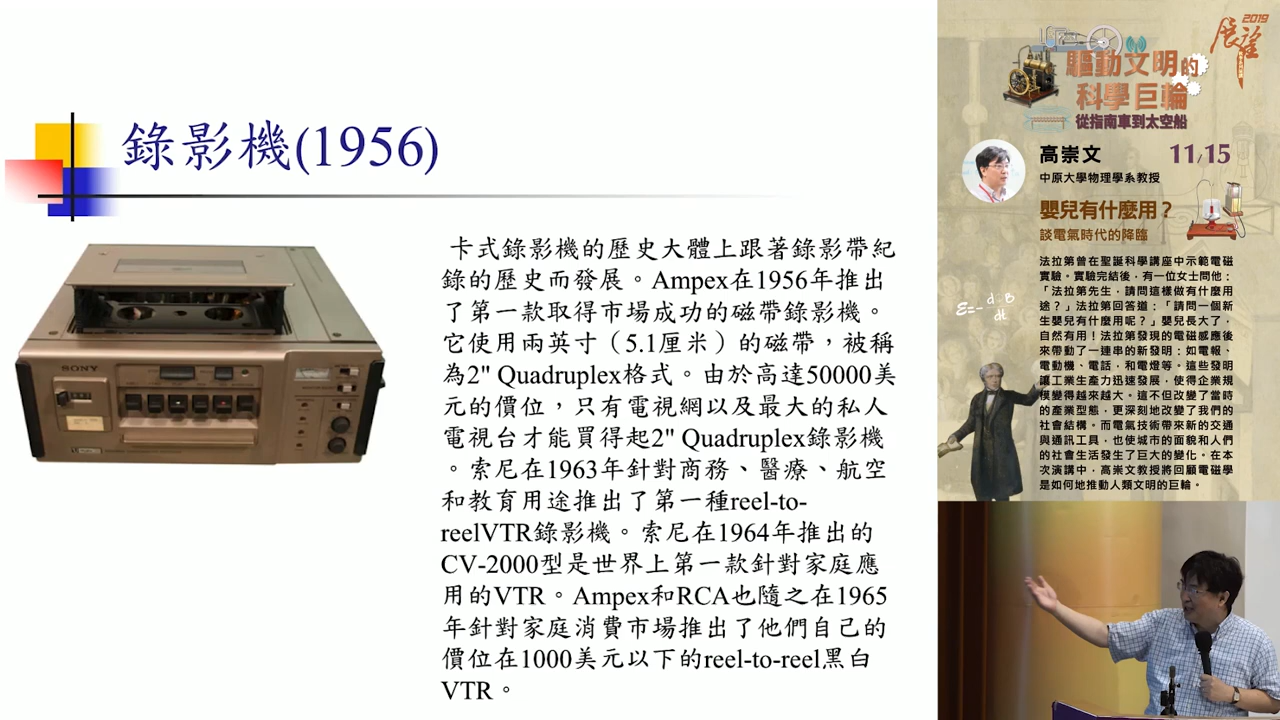 錄影機(1956)
卡式錄影機的歷史大體上跟著錄影帶紀
錄的歷史而發展。Ampex在1956年推出
了第一款取得市場成功的磁帶錄影機。
它使用兩英寸（5.1厘米）的磁帶，被稱
為2" Quadruplex格式。由於高達50000美
元的價位，只有電視網以及最大的私人
電視台才能買得起2" Quadruplex錄影機
。索尼在1963年針對商務、醫療、航空
和教育用途推出了第一種reel-to-
reelVTR錄影機。索尼在1964年推出的
CV-2000型是世界上第一款針對家庭應
用的VTR。Ampex和RCA也隨之在1965
年針對家庭消費市場推出了他們自己的
價位在1000美元以下的reel-to-reel黑白
VTR。
SONY
2019
展望
驅動文明的
科學巨輪
從指南車到太空船
高崇文
11/15
中原大學物理學系教授
嬰兒有什麼用？
談電氣時代的降臨
法拉第曾在聖誕科學講座中示範電磁
實驗。實驗完結後，有一位女士問他：
「法拉第先生，請問這樣做有什麼用
途？」法拉第回答道：「請問一個新
生嬰兒有什麼用呢？」嬰兒長大了，
自然有用！法拉第發現的電磁感應後
來帶動了一連串的新發明：如電報、
電動機、電話，和電燈等。這些發明
讓工業生產力迅速發展，使得企業規
模變得越來越大。這不但改變了當時
的產業型態，更深刻地改變了我們的
社會結構。而電氣技術帶來新的交通
與通訊工具，也使城市的面貌和人們
的社會生活發生了巨大的變化。在本
次演講中，高崇文教授將回顧電磁學
是如何地推動人類文明的巨輪。